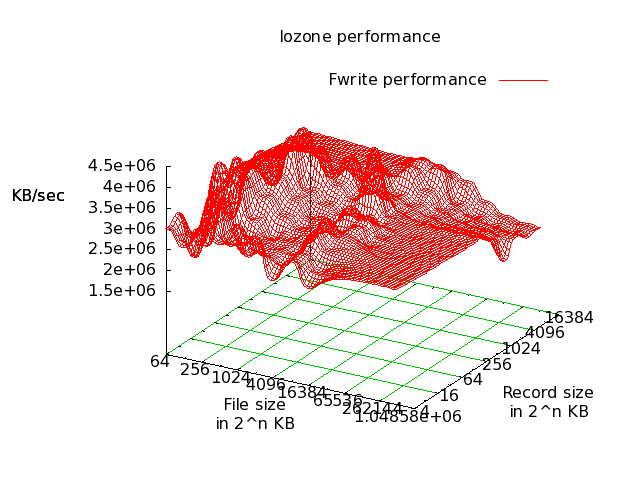 Iozone performance
Fwrite performance
KB/sec
4.5e+06
4e+06
3.5e+06
3e+06
2.5e+06
2e+06
1.5e+06
64
256
1024
4096
16384
65536
262144
1.04858e+06
File size
in 2^n KB
4
16
64
256
1024
4096
16384
Record size
in 2^n KB